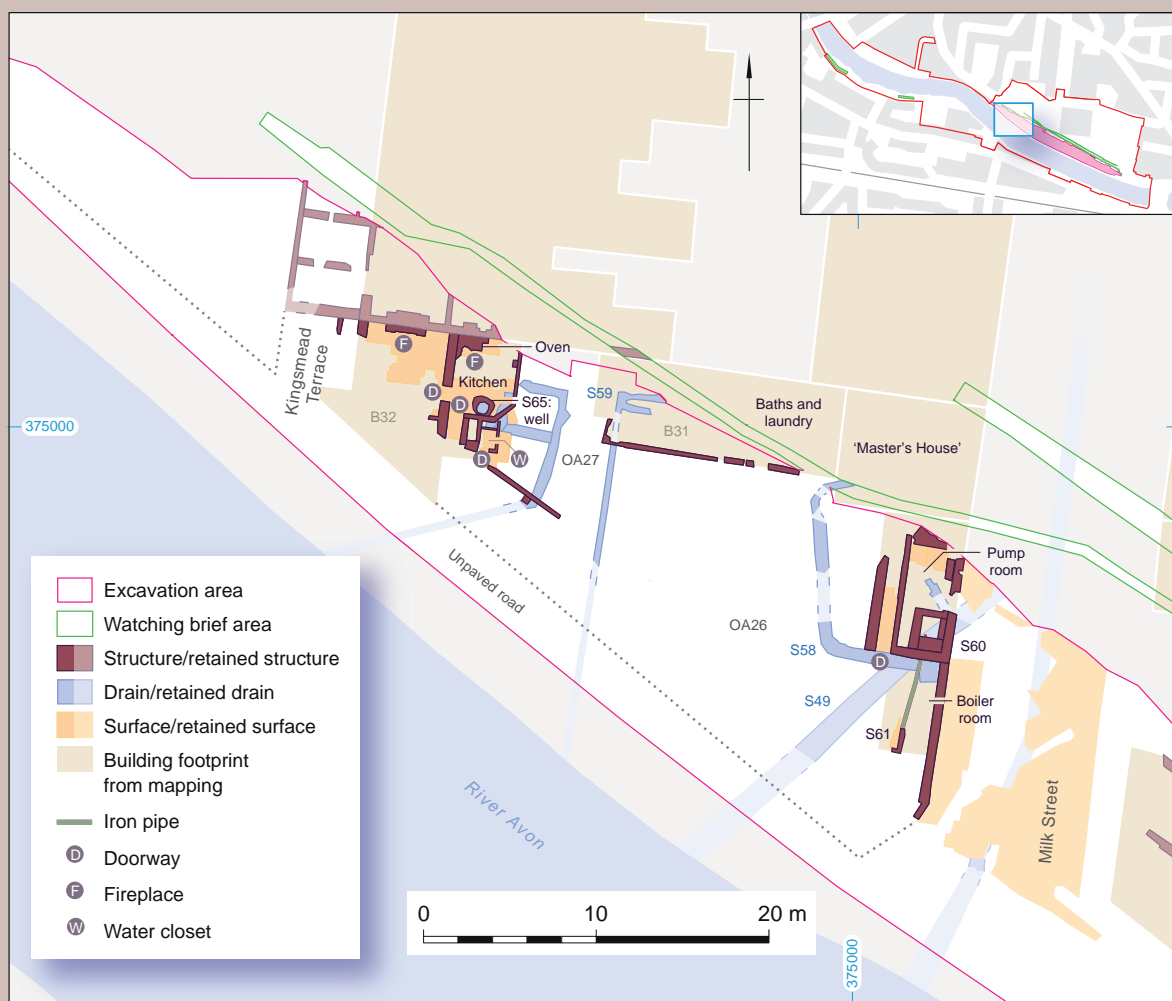 Kingsmead
Terrace
F
F
Oven
Kitchen
D
D
S65:
well
B32
D
W
OA27
S59
B31
Baths and
laundry
'Master's House'
375000
Unpaved road
Pump
room
OA26
S58
D
S60
S49
Boiler
room
S61
River Avon
Milk Street
375000
Excavation area
Watching brief area
Structure/retained structure
Drain/retained drain
Surface/retained surface
Building footprint
from mapping
Iron pipe
D Doorway
F Fireplace
W Water closet
0 10 20 m